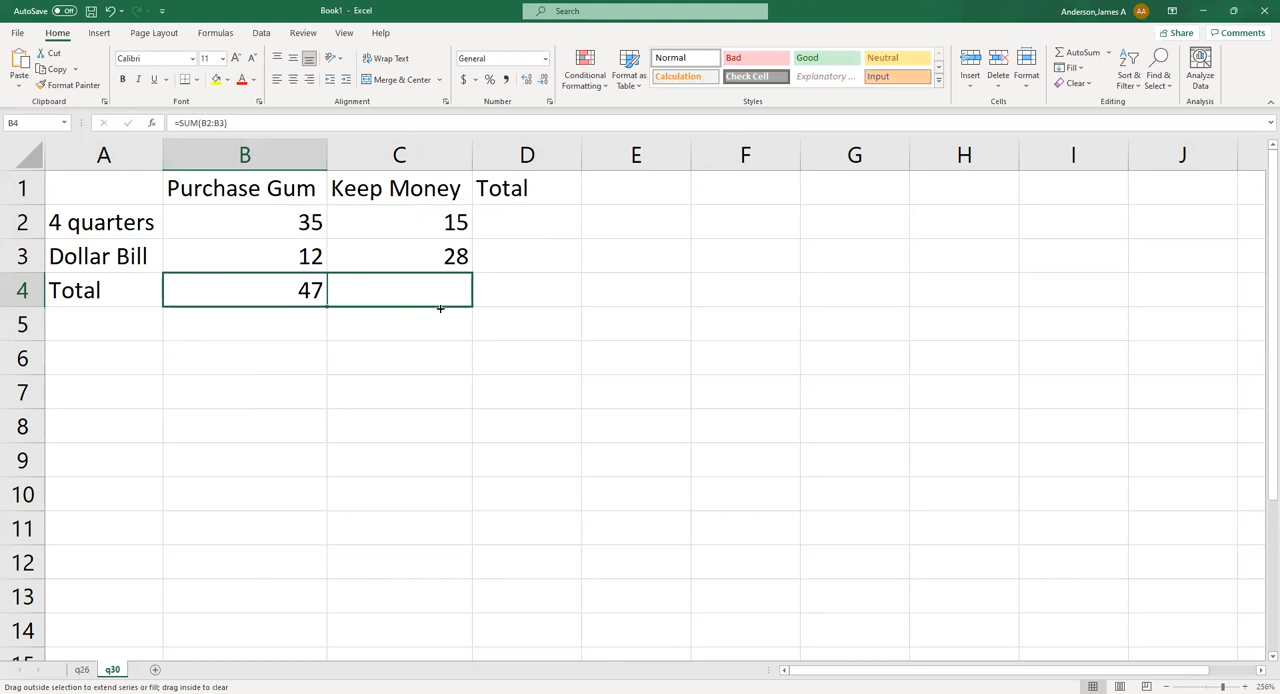 AutoSave Off Book1 - Excel Search Anderson,James A AA
File Home Insert Page Layout Formulas Data Review View Help Share Comments
Paste Cut Copy Format Painter Clipboard
Calibri 11 A A B I U A Font
Wrap Text Merge & Center Alignment
General $ % Number
Conditional Formatting Format as Table Normal Bad Good Neutral Calculation Check Cell Explanatory ... Input Styles
Insert Delete Format Cells
AutoSum Fill Clear Sort & Filter Find & Select Editing
Analyze Data Analysis
B4 fx =SUM(B2:B3)
A B C D E F G H I J
1 Purchase Gum Keep Money Total
2 4 quarters 35 15
3 Dollar Bill 12 28
4 Total 47
5
6
7
8
9
10
11
12
13
14
15
q26 q30
Drag outside selection to extend series or fill; drag inside to clear 256%